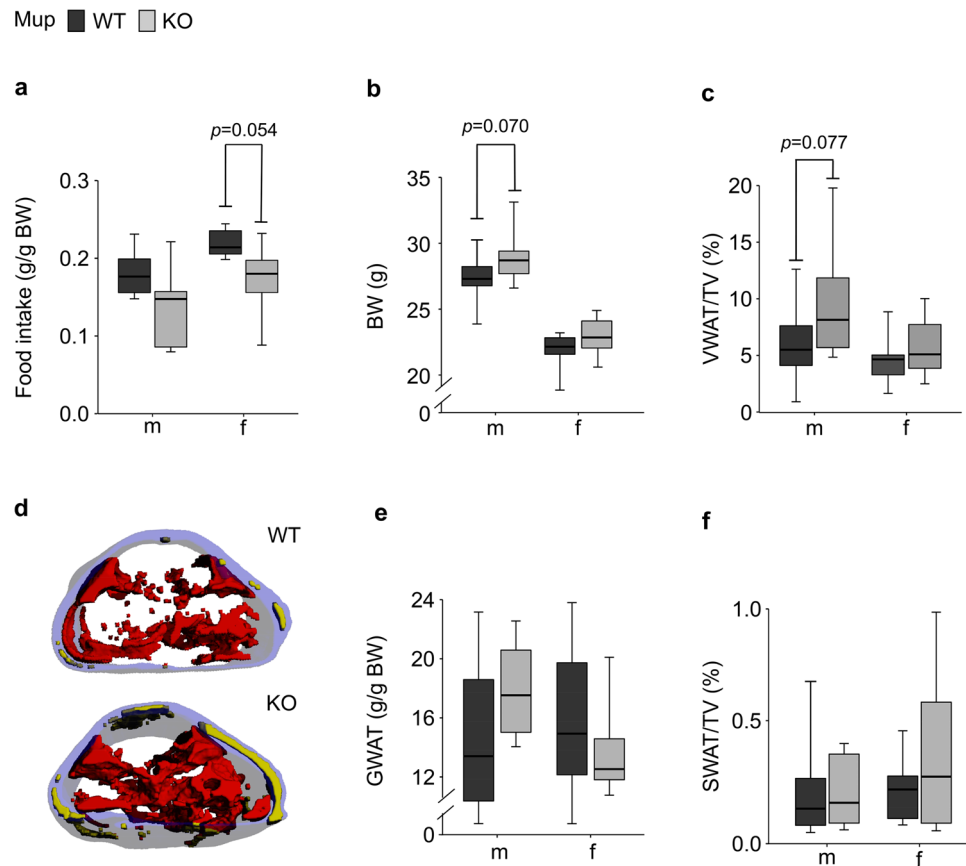 Mup WT KO
a
p=0.054
Food intake (g/g BW)
0.3
0.2
0.1
0.0
m f
b
p=0.070
BW (g)
35
30
25
20
0
m f
c
p=0.077
VWAT/TV (%)
20
15
10
5
0
m f
d
WT
KO
e
GWAT (g/g BW)
24
20
16
12
0
m f
f
SWAT/TV (%)
1.0
0.5
0.0
m f